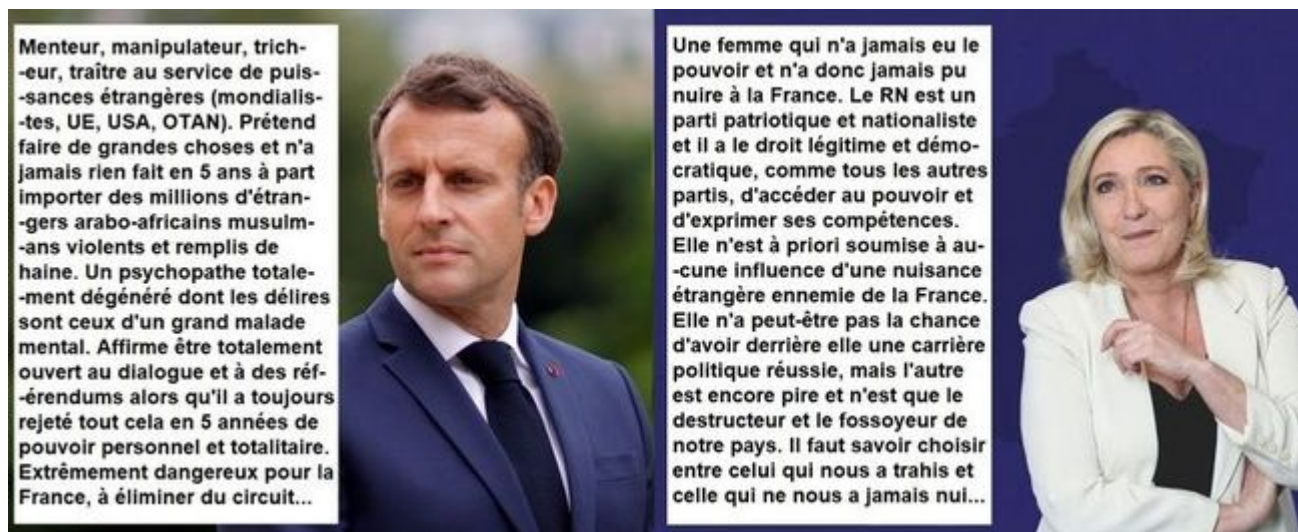 Menteur, manipulateur, trich-
-eur, traître au service de puis-
-sances étrangères (mondialis-
-tes, UE, USA, OTAN). Prétend
faire de grandes choses et n'a
jamais rien fait en 5 ans à part
importer des millions d'étran-
-gers arabo-africains musulm-
-ans violents et remplis de
haine. Un psychopathe totale-
-ment dégénéré dont les délires
sont ceux d'un grand malade
mental. Affirme être totalement
ouvert au dialogue et à des réf-
-érendums alors qu'il a toujours
rejeté tout cela en 5 années de
pouvoir personnel et totalitaire.
Extrêmement dangereux pour la
France, à éliminer du circuit...
Une femme qui n'a jamais eu le
pouvoir et n'a donc jamais pu
nuire à la France. Le RN est un
parti patriotique et nationaliste
et il a le droit légitime et démo-
cratique, comme tous les autres
partis, d'accéder au pouvoir et
d'exprimer ses compétences.
Elle n'est à priori soumise à au-
-cune influence d'une nuisance
étrangère ennemie de la France.
Elle n'a peut-être pas la chance
d'avoir derrière elle une carrière
politique réussie, mais l'autre
est encore pire et n'est que le
destructeur et le fossoyeur de
notre pays. Il faut savoir choisir
entre celui qui nous a trahis et
celle qui ne nous a jamais nui...